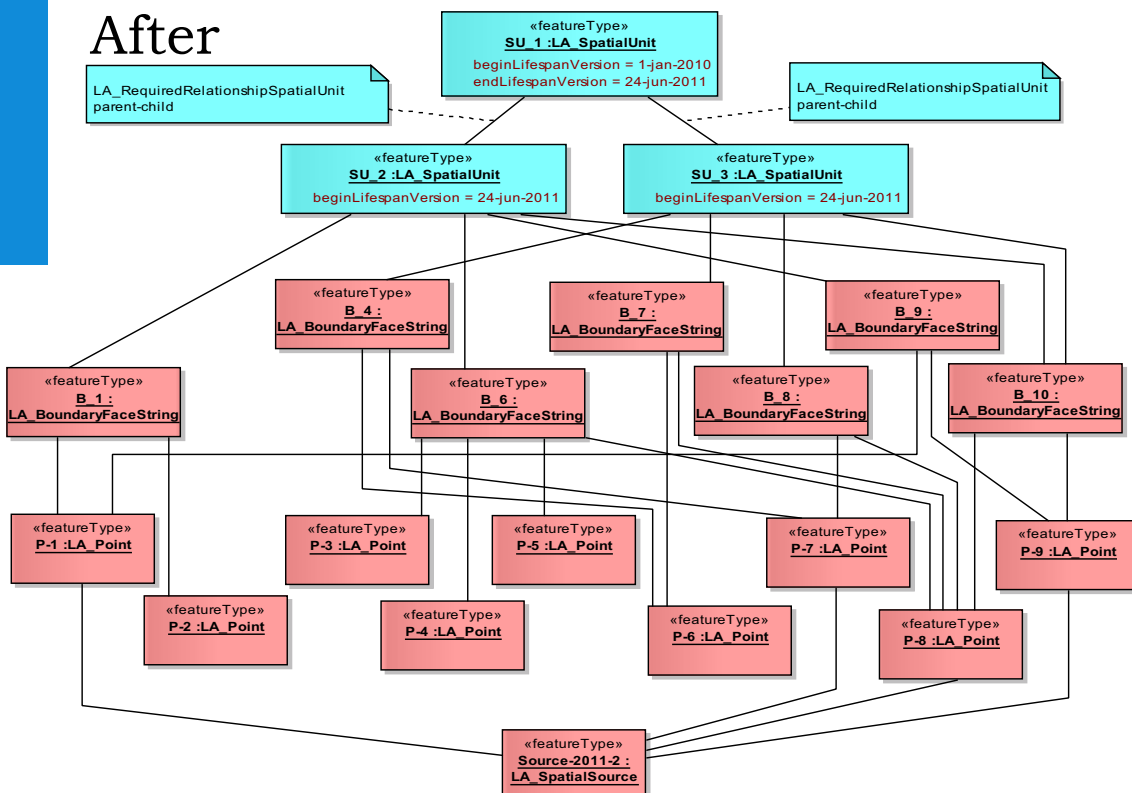 After
«featureType»
SU_1 :LA_SpatialUnit
beginLifespanVersion = 1-jan-2010
endLifespanVersion = 24-jun-2011
LA_RequiredRelationshipSpatialUnit
parent-child
LA_RequiredRelationshipSpatialUnit
parent-child
«featureType»
SU_2 :LA_SpatialUnit
beginLifespanVersion = 24-jun-2011
«featureType»
SU_3 :LA_SpatialUnit
beginLifespanVersion = 24-jun-2011
«featureType»
B_4 :
LA_BoundaryFaceString
«featureType»
B_7 :
LA_BoundaryFaceString
«featureType»
B_9 :
LA_BoundaryFaceString
«featureType»
B_1 :
LA_BoundaryFaceString
«featureType»
B_6 :
LA_BoundaryFaceString
«featureType»
B_8 :
LA_BoundaryFaceString
«featureType»
B_10 :
LA_BoundaryFaceString
«featureType»
P-1 :LA_Point
«featureType»
P-3 :LA_Point
«featureType»
P-5 :LA_Point
«featureType»
P-7 :LA_Point
«featureType»
P-9 :LA_Point
«featureType»
P-2 :LA_Point
«featureType»
P-4 :LA_Point
«featureType»
P-6 :LA_Point
«featureType»
P-8 :LA_Point
«featureType»
Source-2011-2 :
LA_SpatialSource